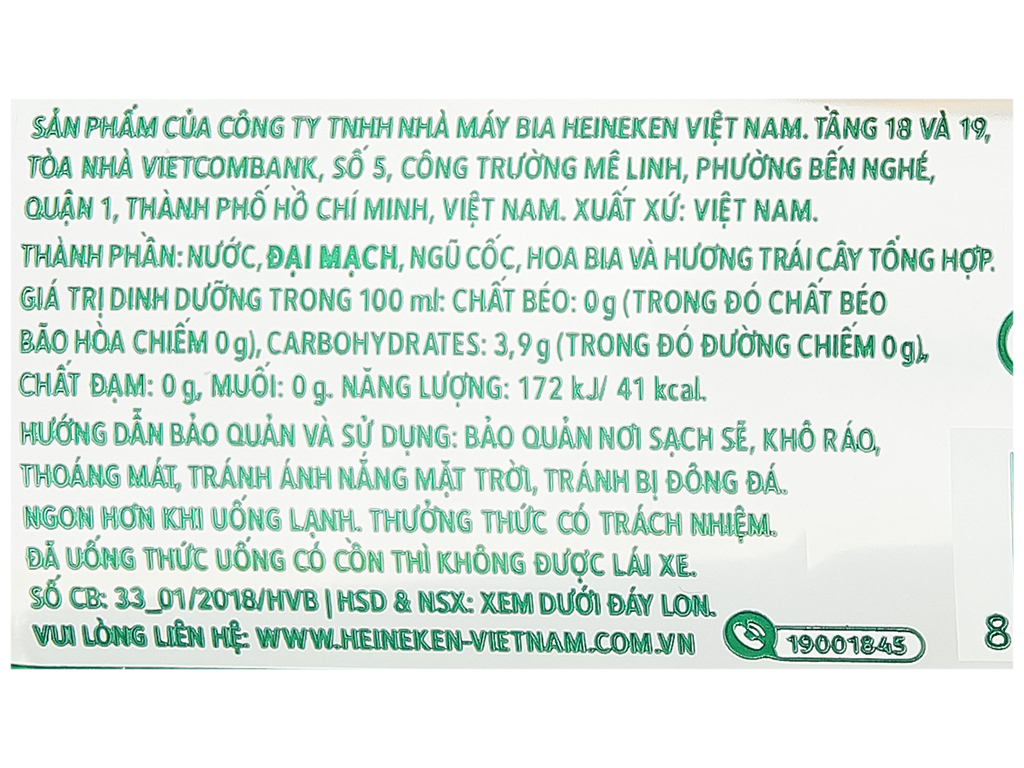 SẢN PHẨM CỦA CÔNG TY TNHH NHÀ MÁY BIA HEINEKEN VIỆT NAM. TẦNG 18 VÀ 19,
TÒA NHÀ VIETCOMBANK, SỐ 5, CÔNG TRƯỜNG MÊ LINH, PHƯỜNG BẾN NGHÉ,
QUẬN 1, THÀNH PHỐ HỒ CHÍ MINH, VIỆT NAM. XUẤT XỨ: VIỆT NAM.
THÀNH PHẦN: NƯỚC, ĐẠI MẠCH, NGŨ CỐC, HOA BIA VÀ HƯƠNG TRÁI CÂY TỔNG HỢP.
GIÁ TRỊ DINH DƯỠNG TRONG 100 ml: CHẤT BÉO: 0g (TRONG ĐÓ CHẤT BÉO
BÃO HÒA CHIẾM 0g), CARBOHYDRATES: 3,9g (TRONG ĐÓ ĐƯỜNG CHIẾM 0g),
CHẤT ĐẠM: 0g, MUỐI: 0g. NĂNG LƯỢNG: 172 kJ/ 41 kcal.
HƯỚNG DẪN BẢO QUẢN VÀ SỬ DỤNG: BẢO QUẢN NƠI SẠCH SẼ, KHÔ RÁO,
THOÁNG MÁT, TRÁNH ÁNH NẮNG MẶT TRỜI, TRÁNH BỊ ĐÔNG ĐÁ.
NGON HƠN KHI UỐNG LẠNH. THƯỞNG THỨC CÓ TRÁCH NHIỆM.
ĐÃ UỐNG THỨC UỐNG CÓ CỒN THÌ KHÔNG ĐƯỢC LÁI XE.
SỐ CB: 33_01/2018/HVB | HSD & NSX: XEM DƯỚI ĐÁY LON.
VUI LÒNG LIÊN HỆ: WWW.HEINEKEN-VIETNAM.COM.VN 19001845
8